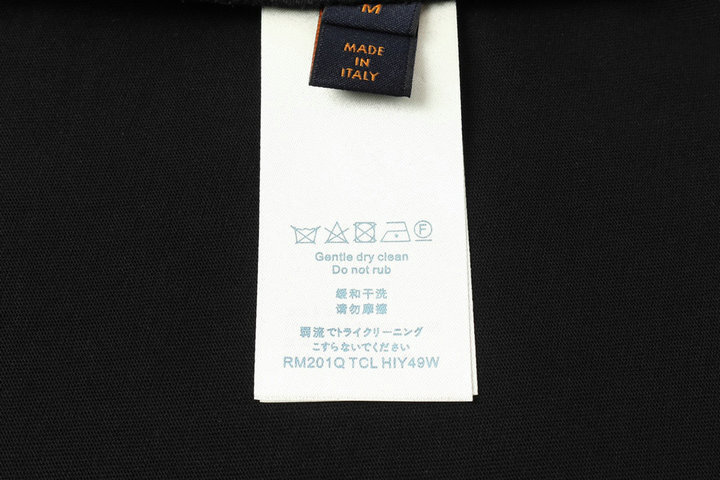 M
MADE
IN
ITALY
F
Gentle dry clean
Do not rub
缓和干洗
请勿摩擦
弱流でトライクリーニング
こすらないでください
RM201Q TCL HIY49W